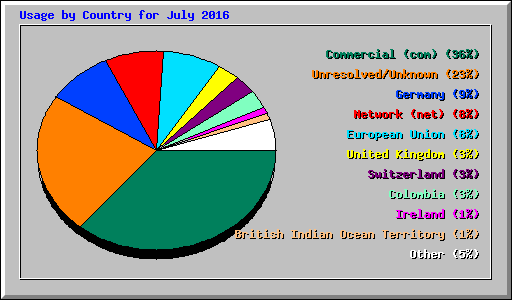 Usage by Country for July 2016
Commercial (com) (36%)
Unresolved/Unknown (23%)
Germany (9%)
Network (net) (8%)
European Union (8%)
United Kingdom (3%)
Switzerland (3%)
Colombia (3%)
Ireland (1%)
British Indian Ocean Territory (1%)
Other (5%)